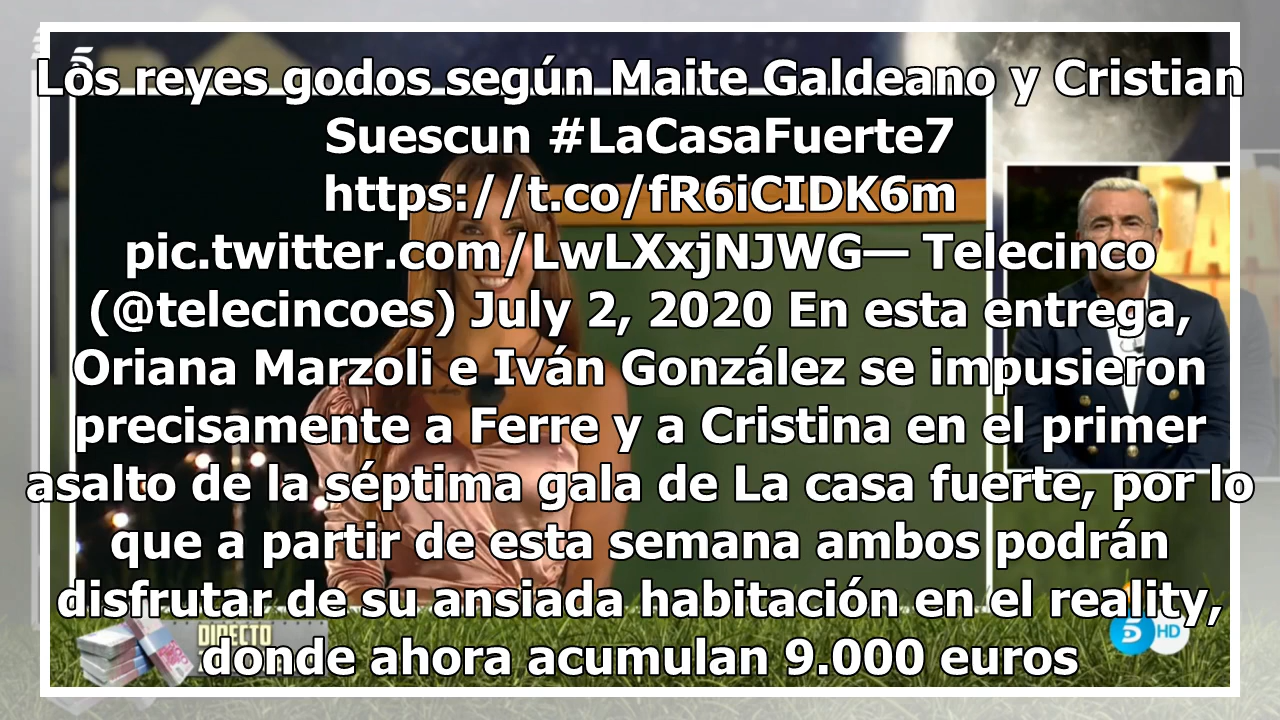 Los reyes godos según Maite Galdeano y Cristian
Suescun #LaCasaFuerte7
https://t.co/fR6iCIDK6m
pic.twitter.com/LwLXxjNJWG— Telecinco
(@telecincoes) July 2, 2020 En esta entrega,
Oriana Marzoli e Iván González se impusieron
precisamente a Ferre y a Cristina en el primer
asalto de la séptima gala de La casa fuerte, por lo
que a partir de esta semana ambos podrán
disfrutar de su ansiada habitación en el reality,
donde ahora acumulan 9.000 euros
DIRECTO
5 HD